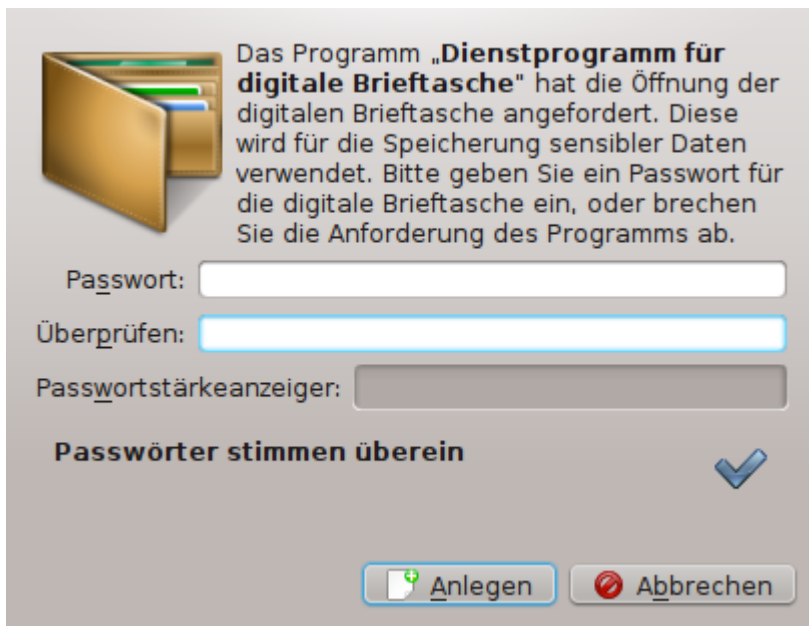 Das Programm „Dienstprogramm für
digitale Brieftasche" hat die Öffnung der
digitalen Brieftasche angefordert. Diese
wird für die Speicherung sensibler Daten
verwendet. Bitte geben Sie ein Passwort für
die digitale Brieftasche ein, oder brechen
Sie die Anforderung des Programms ab.
Passwort:
Überprüfen:
Passwortstärkeanzeiger:
Passwörter stimmen überein
Anlegen Abbrechen